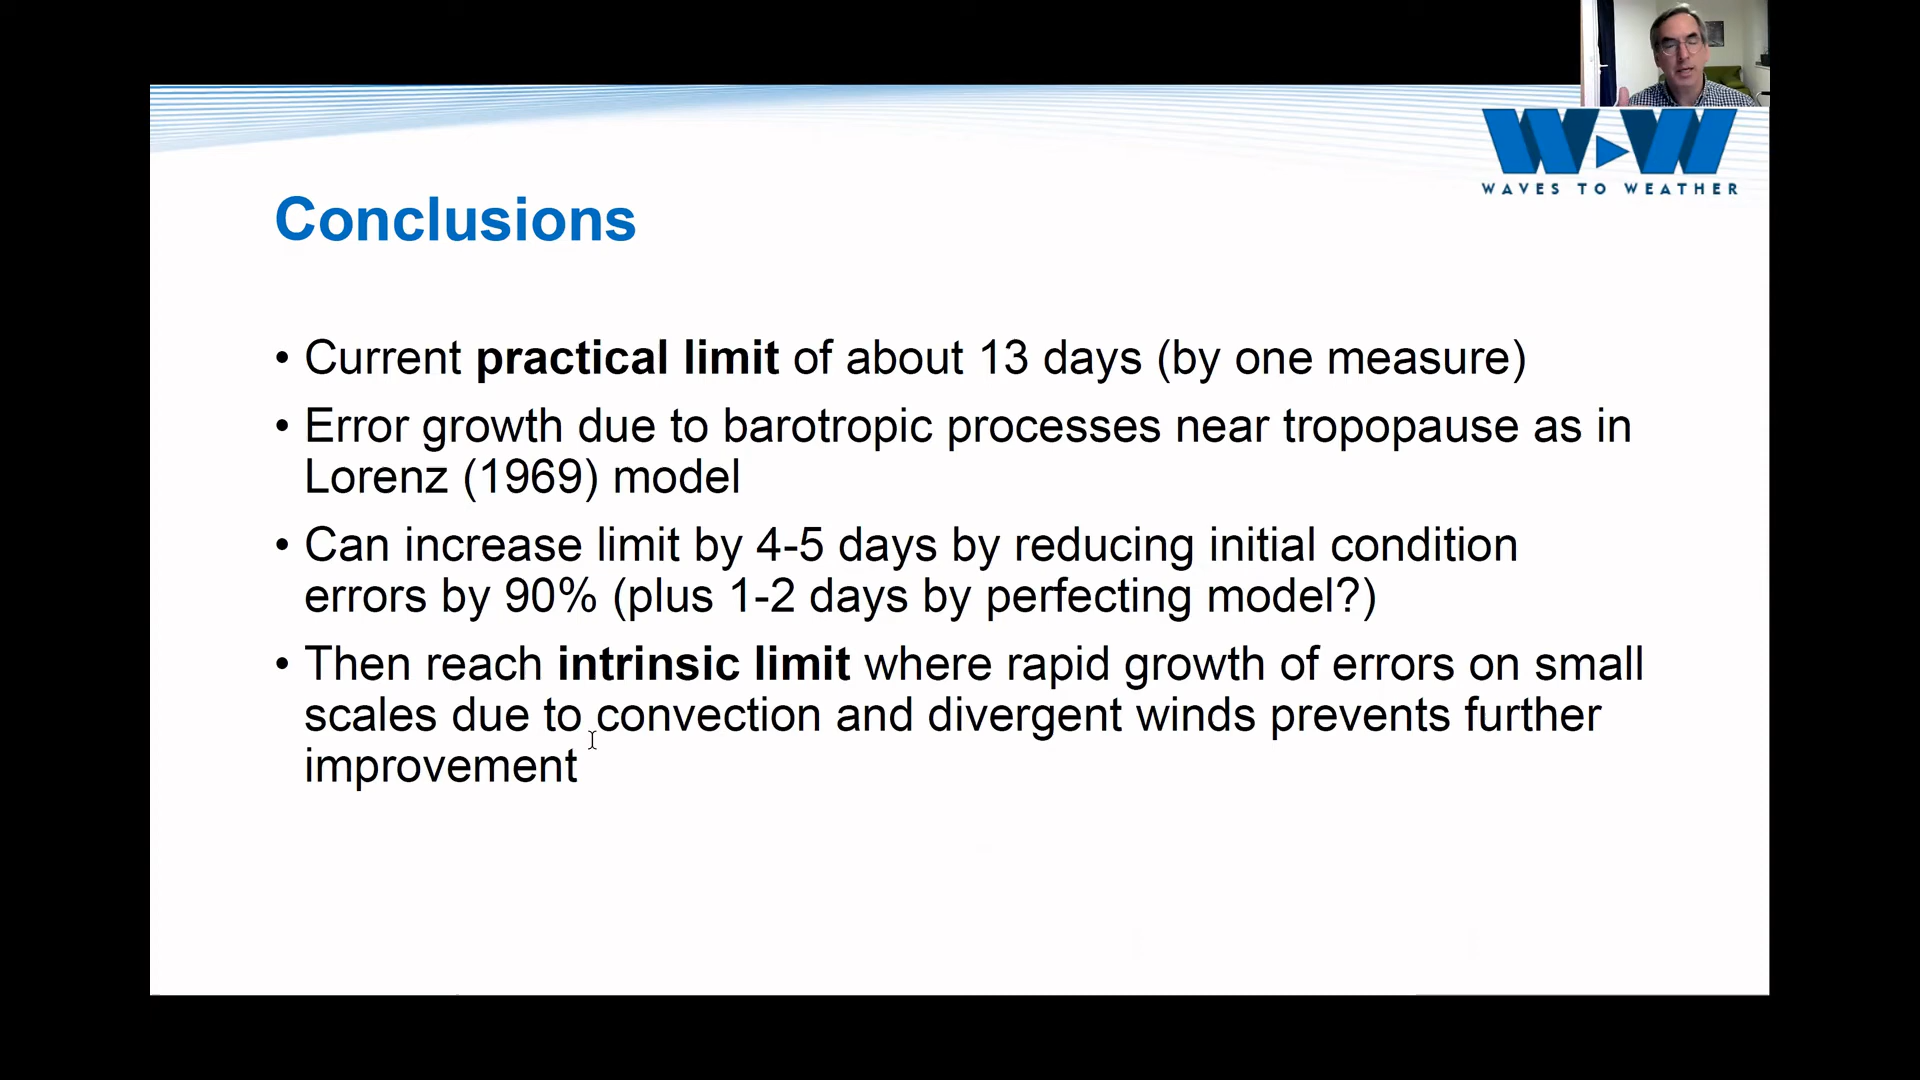 WAVES TO WEATHER
Conclusions
• Current practical limit of about 13 days (by one measure)
• Error growth due to barotropic processes near tropopause as in
Lorenz (1969) model
• Can increase limit by 4-5 days by reducing initial condition
errors by 90% (plus 1-2 days by perfecting model?)
• Then reach intrinsic limit where rapid growth of errors on small
scales due to convection and divergent winds prevents further
improvement